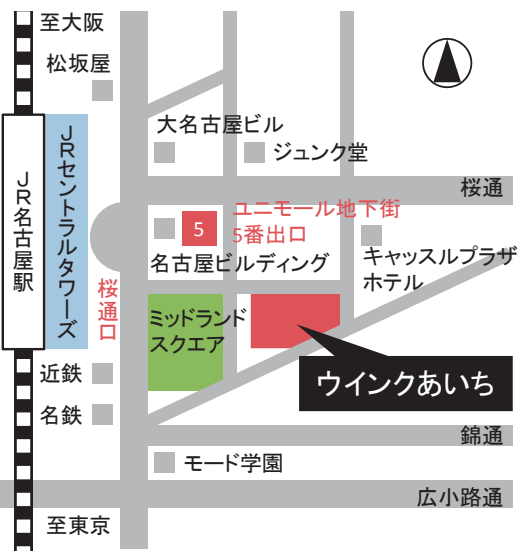 至大阪
松坂屋
大名古屋ビル
ジュンク堂
JRセントラルタワーズ
JR名古屋駅
桜通
ユニモール地下街
5番出口
5
キャッスルプラザ
ホテル
名古屋ビルディング
桜通口
ミッドランド
スクエア
近鉄
ウインクあいち
名鉄
錦通
モード学園
広小路通
至東京